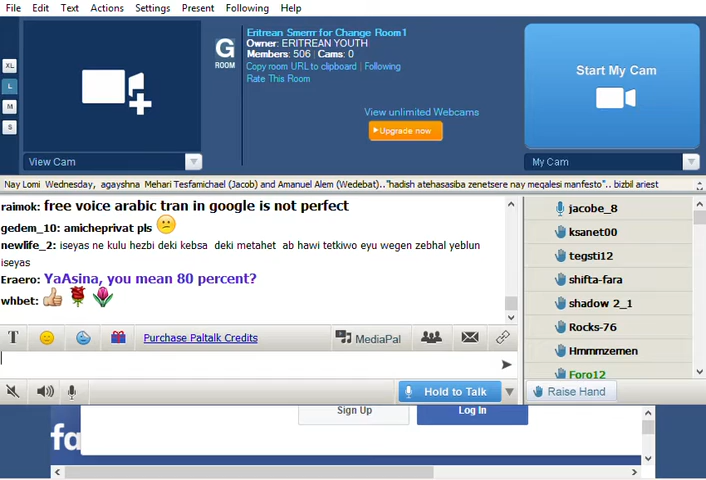 File Edit Text Actions Settings Present Following Help
XL
L
M
S
View Cam
G
ROOM
Eritrean Smerrr for Change Room1
Owner: ERITREAN YOUTH
Members: 506 | Cams: 0
Copy room URL to clipboard | Following
Rate This Room
View unlimited Webcams
Upgrade now
Start My Cam
My Cam
Nay Lomi Wednesday, agayshna Mehari Tesfamichael (Jacob) and Amanuel Alem (Wedebat).."hadish atehasasiba zenetsere nay meqalesi manfesto".. bizbil ariest
raimok: free voice arabic tran in google is not perfect
gedem_10: amicheprivat pls
newlife_2: iseyas ne kulu hezbi deki kebsa deki metahet ab hawi tetkiwo eyu wegen zebhal yeblun
iseyas
Eraero: YaAsina, you mean 80 percent?
whbet:
jacobe_8
ksanet00
tegsti12
shifta-fara
shadow 2_1
Rocks-76
Hmmmzemen
Foro12
T
Purchase Paltalk Credits
MediaPal
Hold to Talk
Raise Hand
fa
Sign Up
Log In